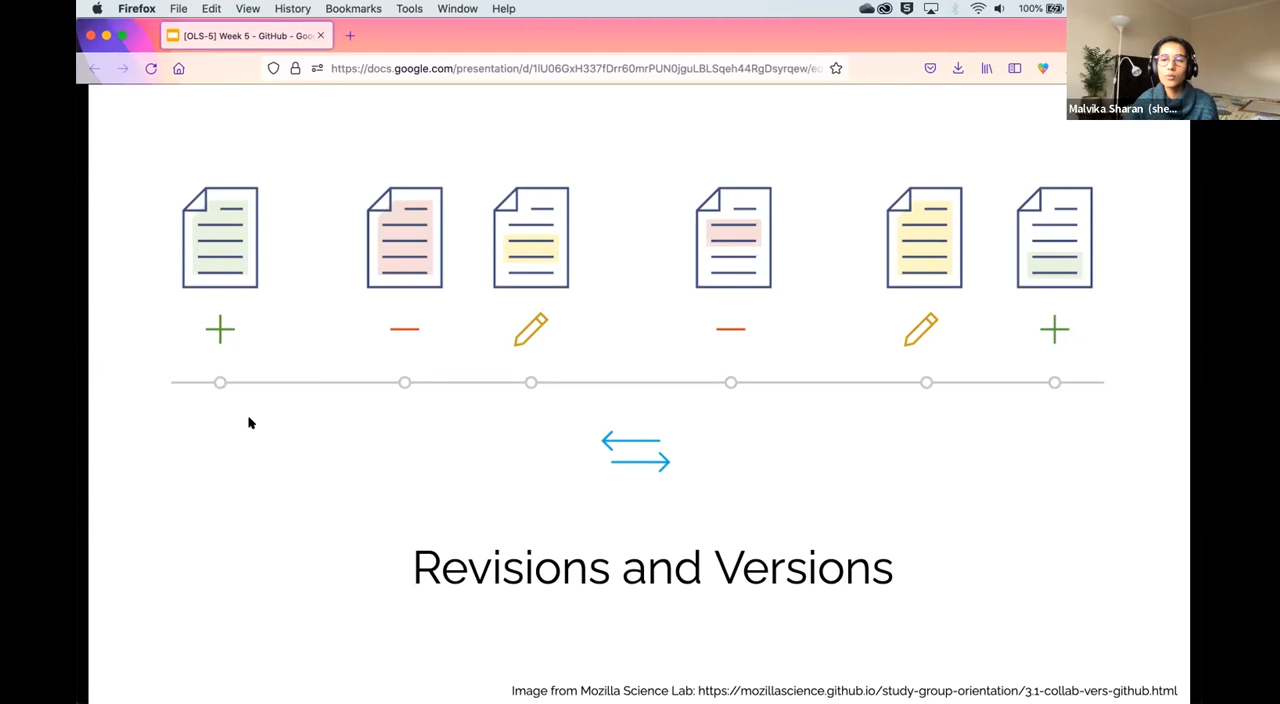 Firefox File Edit View History Bookmarks Tools Window Help 100%
[OLS-5] Week 5 - GitHub - Goo
https://docs.google.com/presentation/d/1lU06GxH337fDrr60mrPUN0jguLBLSqeh44RgDsyrqew/ed
Malvika Sharan (she...
Revisions and Versions
Image from Mozilla Science Lab: https://mozillascience.github.io/study-group-orientation/3.1-collab-vers-github.html